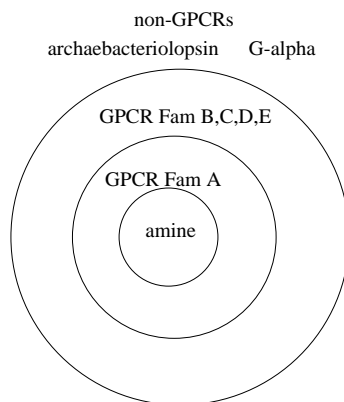 non-GPCRs
archaebacteriolopsin G-alpha
GPCR Fam B,C,D,E
GPCR Fam A
amine